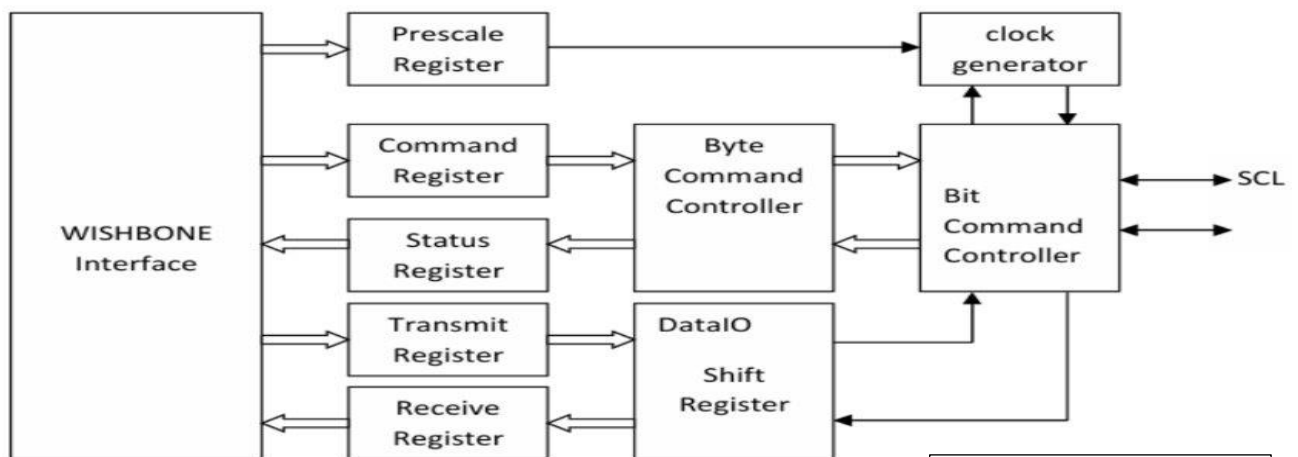 WISHBONE
Interface
Prescale
Register
clock
generator
Command
Register
Byte
Command
Controller
Bit
Command
Controller
SCL
Status
Register
Transmit
Register
DataIO
Shift
Register
Receive
Register